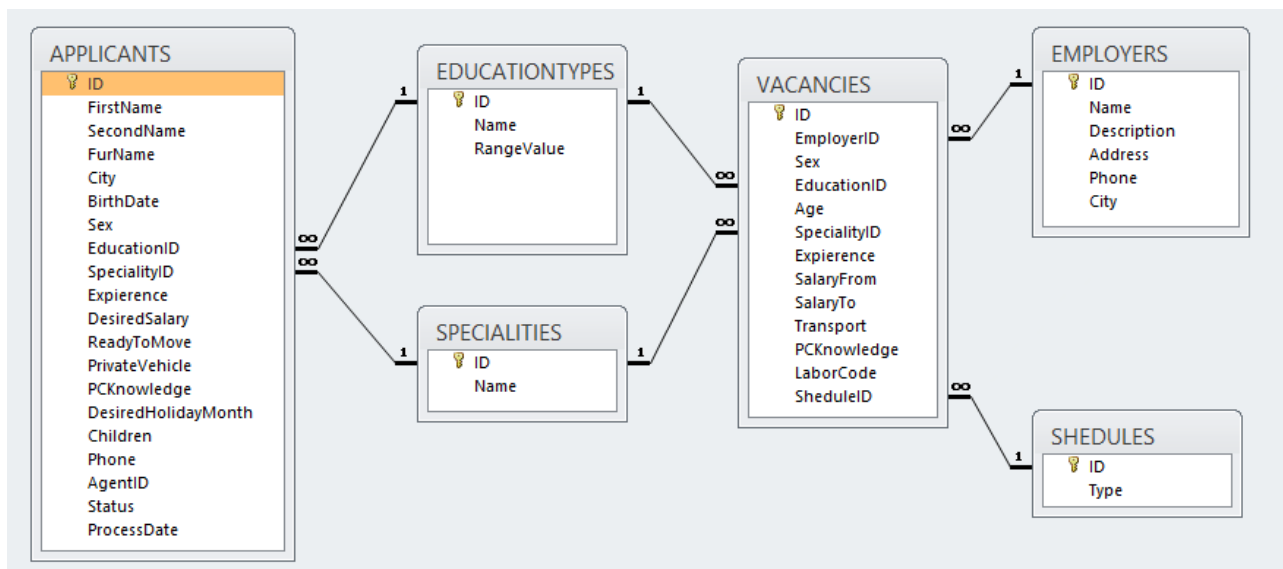 APPLICANTS
ID
FirstName
SecondName
FurName
City
BirthDate
Sex
EducationID
SpecialityID
Expierence
DesiredSalary
ReadyToMove
PrivateVehicle
PCKnowledge
DesiredHolidayMonth
Children
Phone
AgentID
Status
ProcessDate
1
∞
∞
1
EDUCATIONTYPES
ID
Name
RangeValue
1
SPECIALITIES
ID
Name
1
∞
∞
VACANCIES
ID
EmployerID
Sex
EducationID
Age
SpecialityID
Expierence
SalaryFrom
SalaryTo
Transport
PCKnowledge
LaborCode
SheduleID
∞
1
∞
1
EMPLOYERS
ID
Name
Description
Address
Phone
City
SHEDULES
ID
Type